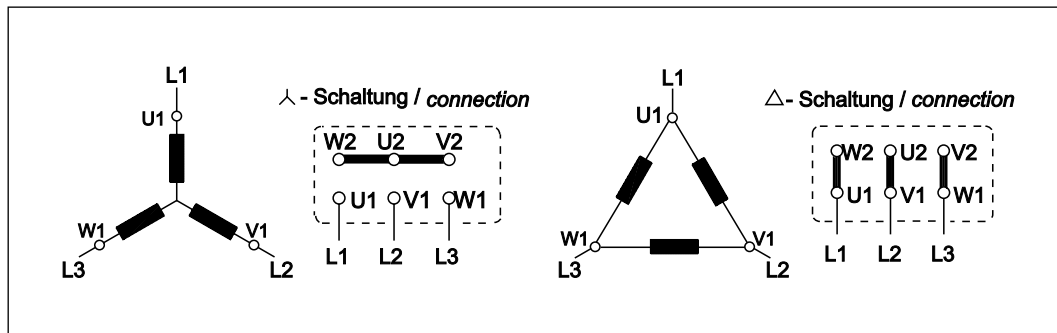 L1
U1
W1
V1
L3
L2
⅄ - Schaltung / connection
W2 U2 V2
U1 V1 W1
L1 L2 L3
L1
U1
W1
V1
L3
L2
△ - Schaltung / connection
W2 U2 V2
U1 V1 W1
L1 L2 L3